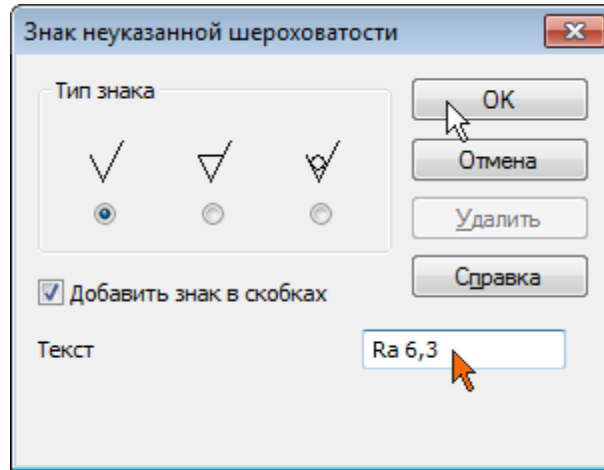 Знак неуказанной шероховатости
Тип знака
OK
Отмена
Удалить
Справка
Добавить знак в скобках
Текст
Ra 6,3